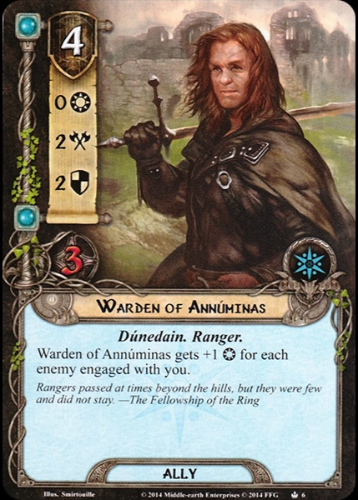 4
0
2
2
3
Warden of Annúminas
Dúnedain. Ranger.
Warden of Annúminas gets +1 for each
enemy engaged with you.
Rangers passed at times beyond the hills, but they were few
and did not stay. —The Fellowship of the Ring
Illus. Smirtouille
© 2014 Middle-earth Enterprises © 2014 FFG 6
ALLY